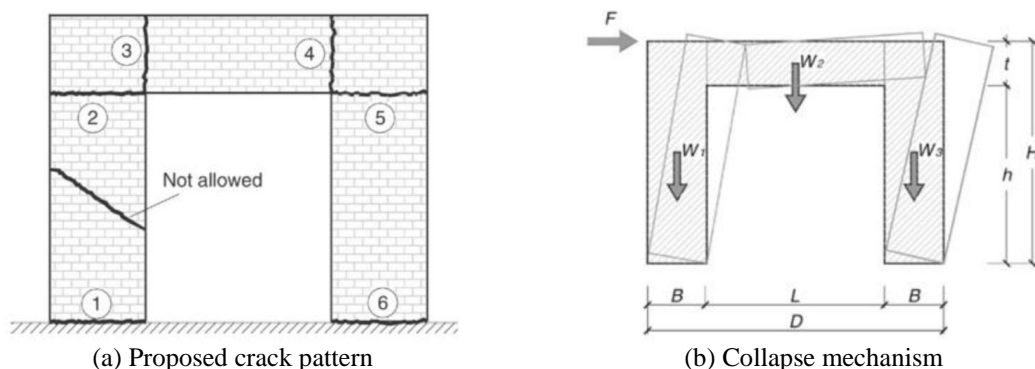 3
4
2
5
Not allowed
1
6
(a) Proposed crack pattern
F
W2
t
W1
W3
h
H
B
L
B
D
(b) Collapse mechanism